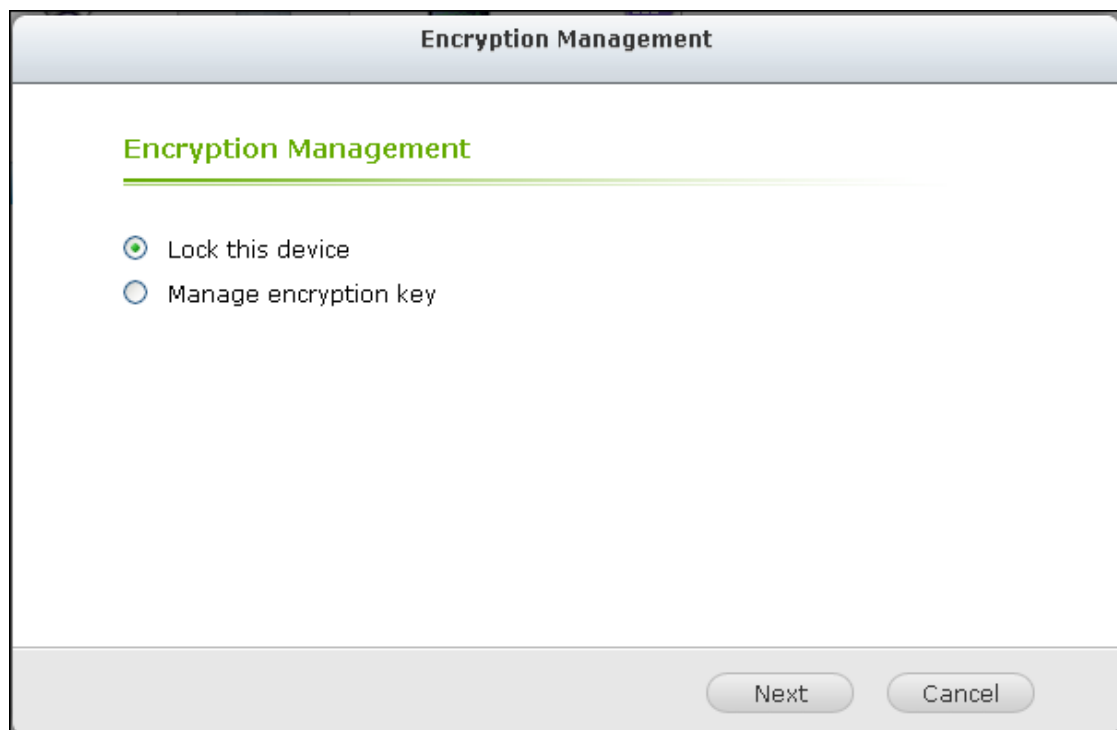 Encryption Management
Encryption Management
Lock this device
Manage encryption key
Next Cancel